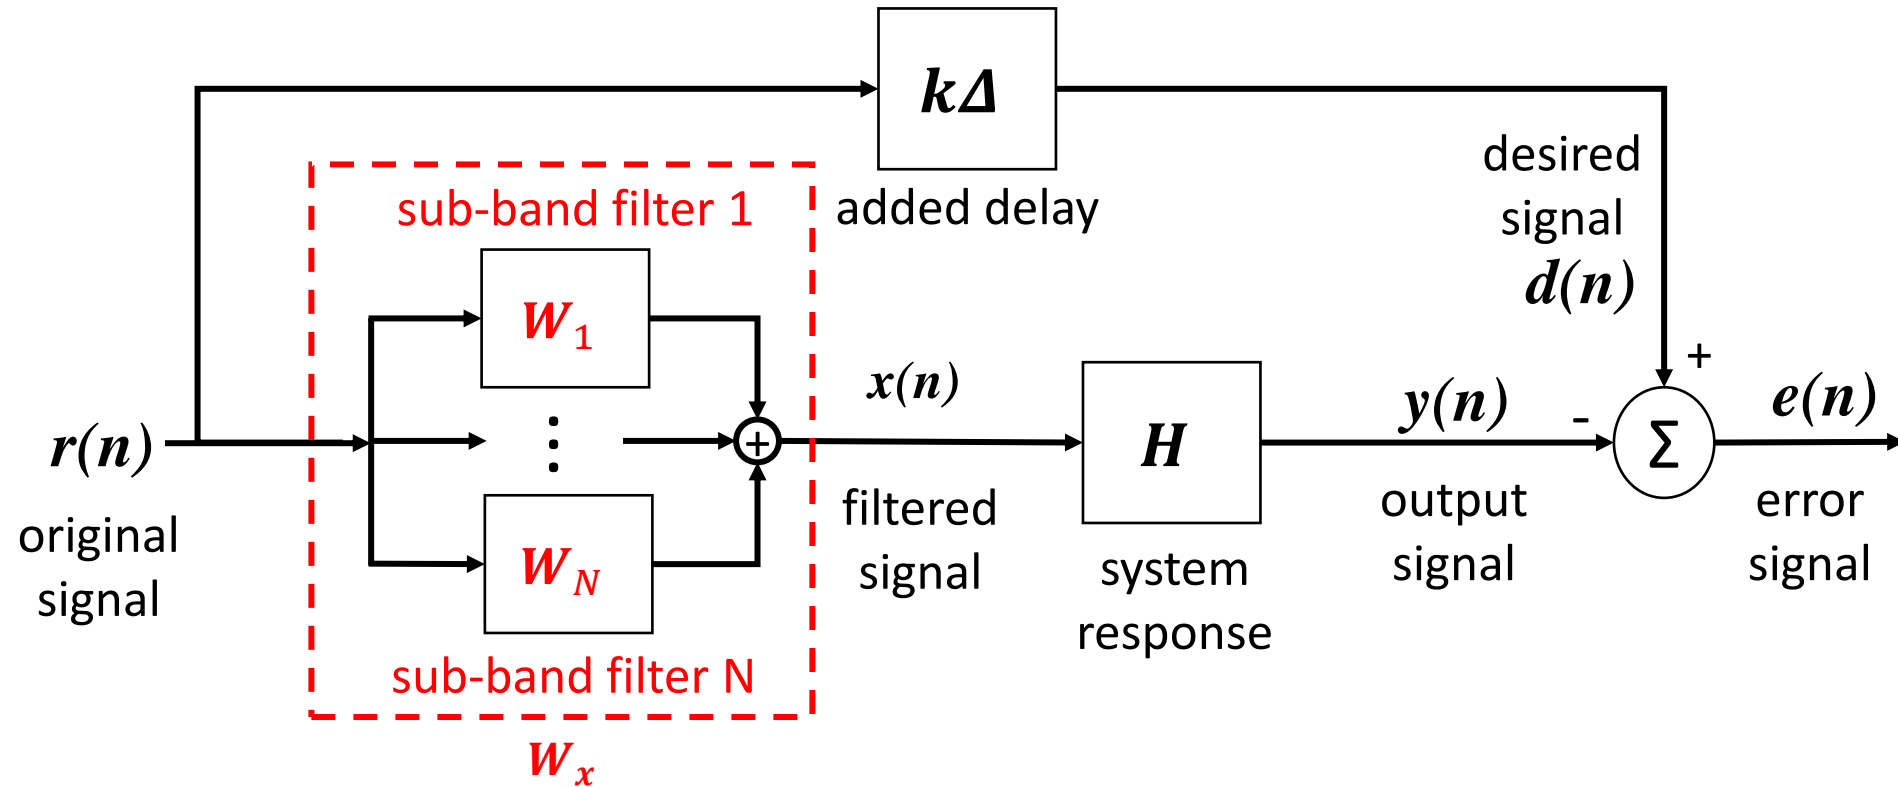 kΔ
added delay
desired
signal
d(n)
sub-band filter 1
W1
⋮
WN
sub-band filter N
Wx
r(n)
original
signal
+
x(n)
filtered
signal
H
system
response
y(n)
output
signal
+
-
Σ
e(n)
error
signal